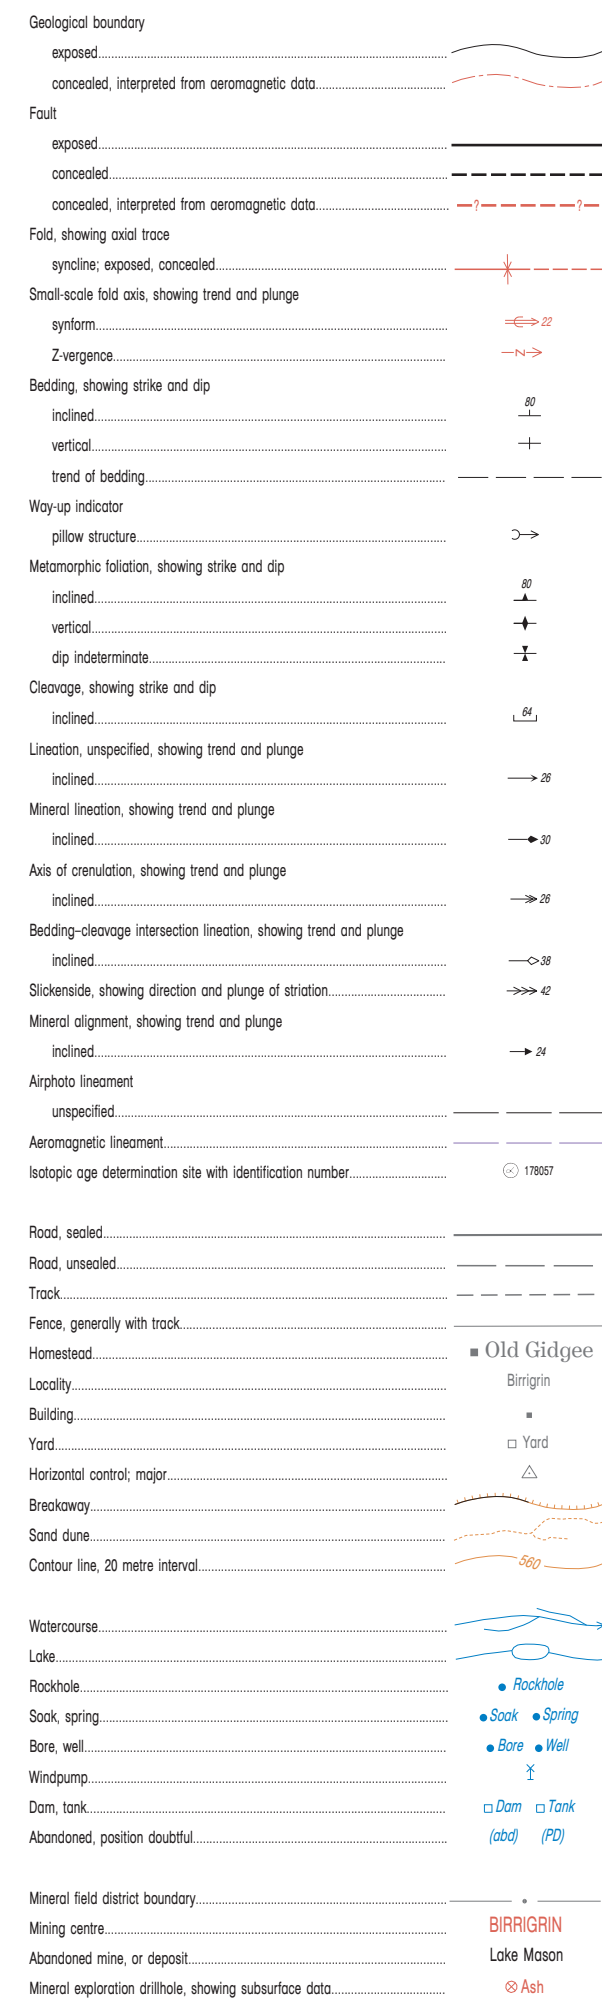 Geological boundary
exposed
concealed, interpreted from aeromagnetic data
Fault
exposed
concealed
concealed, interpreted from aeromagnetic data ? ?
Fold, showing axial trace
syncline; exposed, concealed
Small-scale fold axis, showing trend and plunge
synform 22
Z-vergence Z
Bedding, showing strike and dip
inclined 80
vertical
trend of bedding
Way-up indicator
pillow structure
Metamorphic foliation, showing strike and dip
inclined 80
vertical
dip indeterminate
Cleavage, showing strike and dip
inclined 64
Lineation, unspecified, showing trend and plunge
inclined 26
Mineral lineation, showing trend and plunge
inclined 30
Axis of crenulation, showing trend and plunge
inclined 26
Bedding–cleavage intersection lineation, showing trend and plunge
inclined 38
Slickenside, showing direction and plunge of striation 42
Mineral alignment, showing trend and plunge
inclined 24
Airphoto lineament
unspecified
Aeromagnetic lineament
Isotopic age determination site with identification number 178057
Road, sealed
Road, unsealed
Track
Fence, generally with track
Homestead Old Gidgee
Locality Birrigrin
Building
Yard Yard
Horizontal control; major
Breakaway
Sand dune
Contour line, 20 metre interval 560
Watercourse
Lake
Rockhole Rockhole
Soak, spring Soak Spring
Bore, well Bore Well
Windpump
Dam, tank Dam Tank
Abandoned, position doubtful (abd) (PD)
Mineral field district boundary
Mining centre BIRRIGRIN
Abandoned mine, or deposit Lake Mason
Mineral exploration drillhole, showing subsurface data Ash